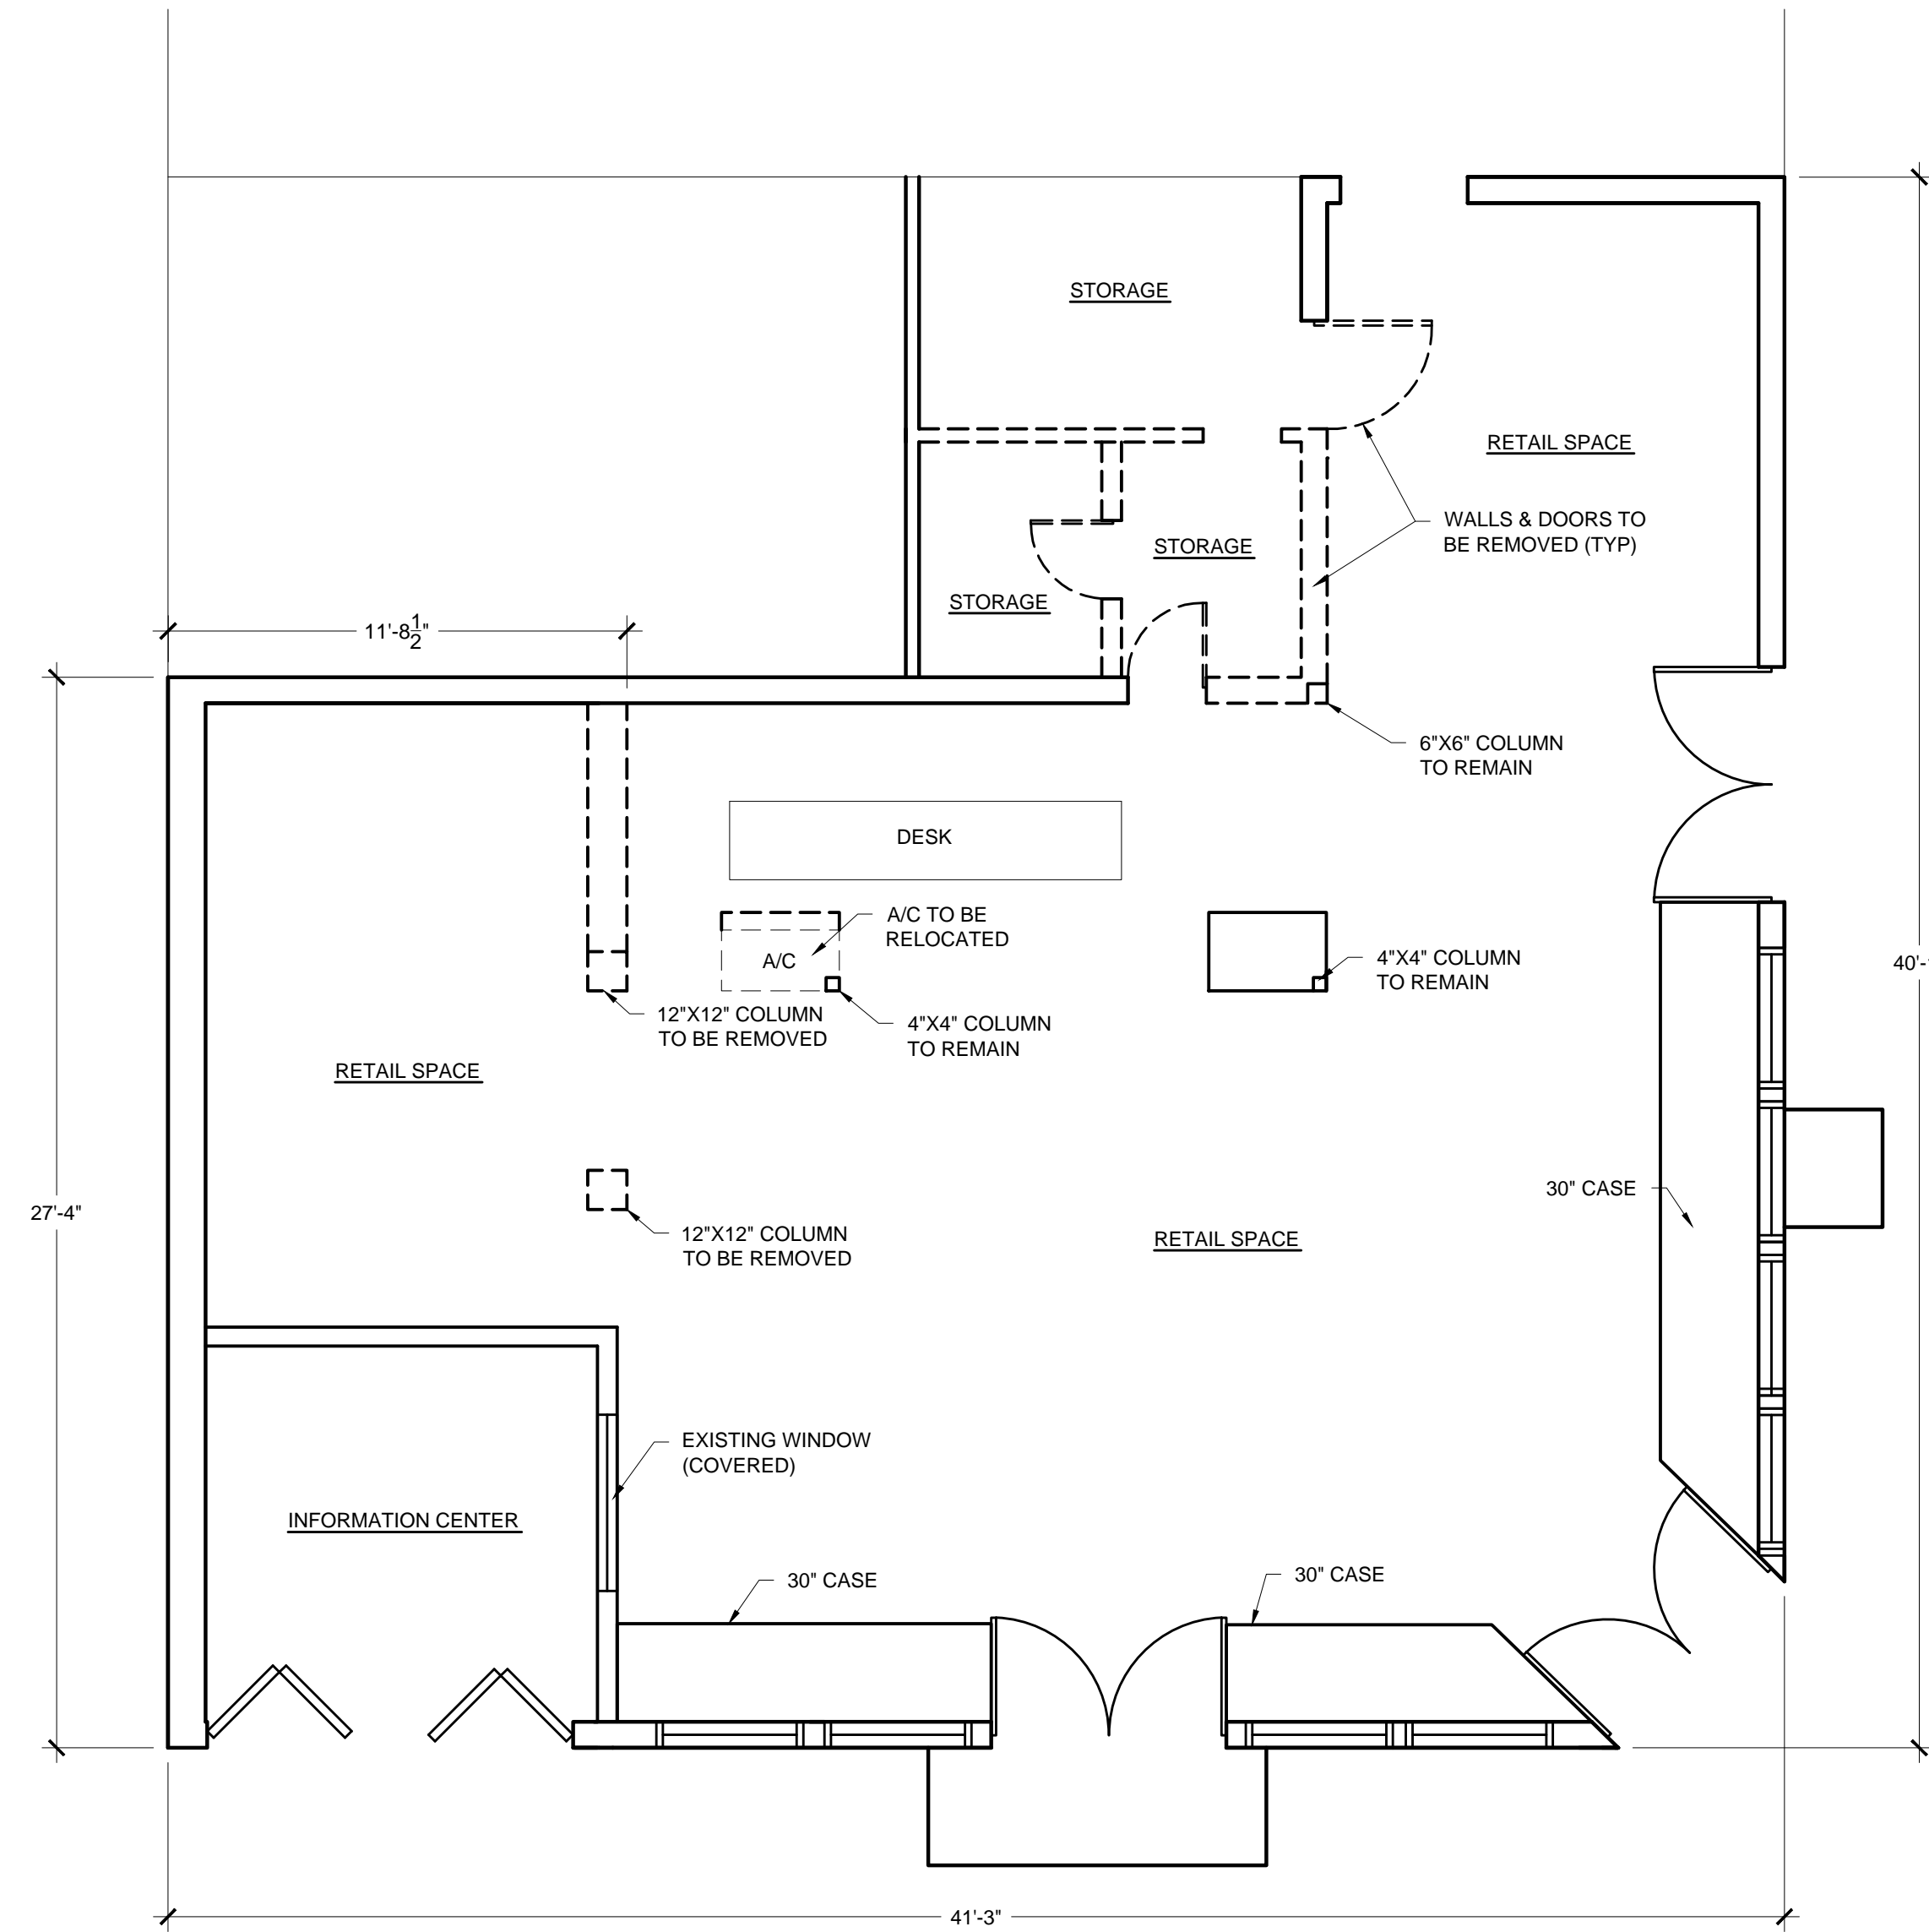 STORAGE
RETAIL SPACE
WALLS & DOORS TO
BE REMOVED (TYP)
STORAGE
STORAGE
11'-8 1/2"
6"X6" COLUMN
TO REMAIN
DESK
A/C TO BE
RELOCATED
A/C
4"X4" COLUMN
TO REMAIN
40'-
12"X12" COLUMN
TO BE REMOVED
4"X4" COLUMN
TO REMAIN
RETAIL SPACE
30" CASE
27'-4"
12"X12" COLUMN
TO BE REMOVED
RETAIL SPACE
EXISTING WINDOW
(COVERED)
INFORMATION CENTER
30" CASE
30" CASE
41'-3"